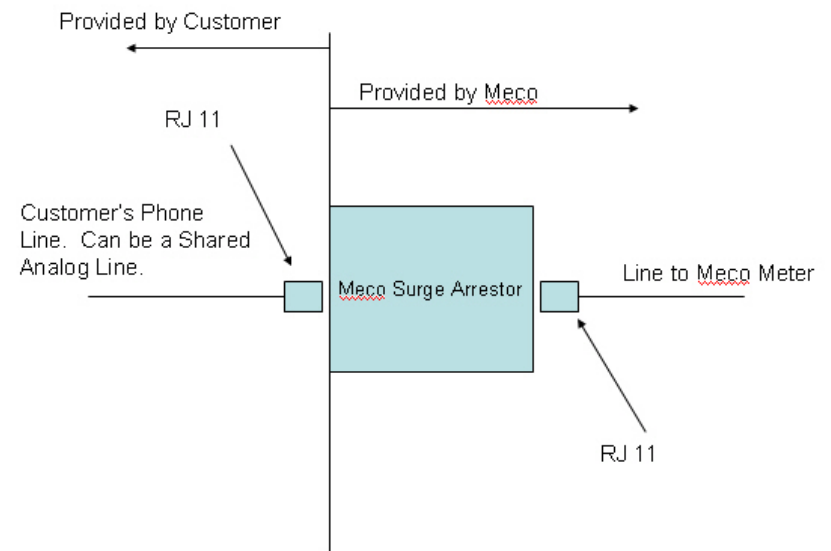 Provided by Customer
Provided by Meco
RJ 11
Customer's Phone
Line. Can be a Shared
Analog Line.
Meco Surge Arrestor
Line to Meco Meter
RJ 11